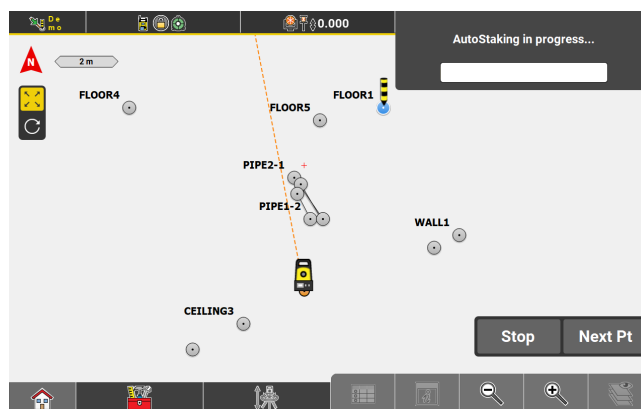 De
mo
0.000
AutoStaking in progress...
N
2 m
FLOOR4
FLOOR5
FLOOR1
PIPE2-1
PIPE1-2
WALL1
CEILING3
Stop
Next Pt